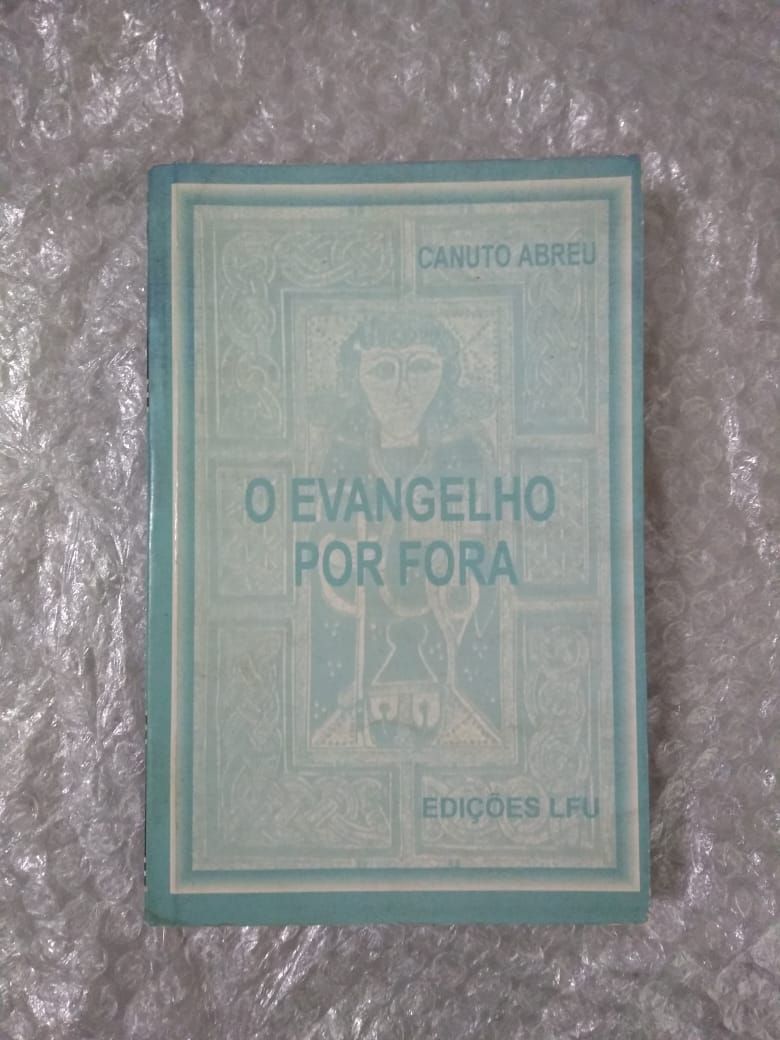 CANUTO ABREU
O EVANGELHO
POR FORA
EDIÇÕES LFU